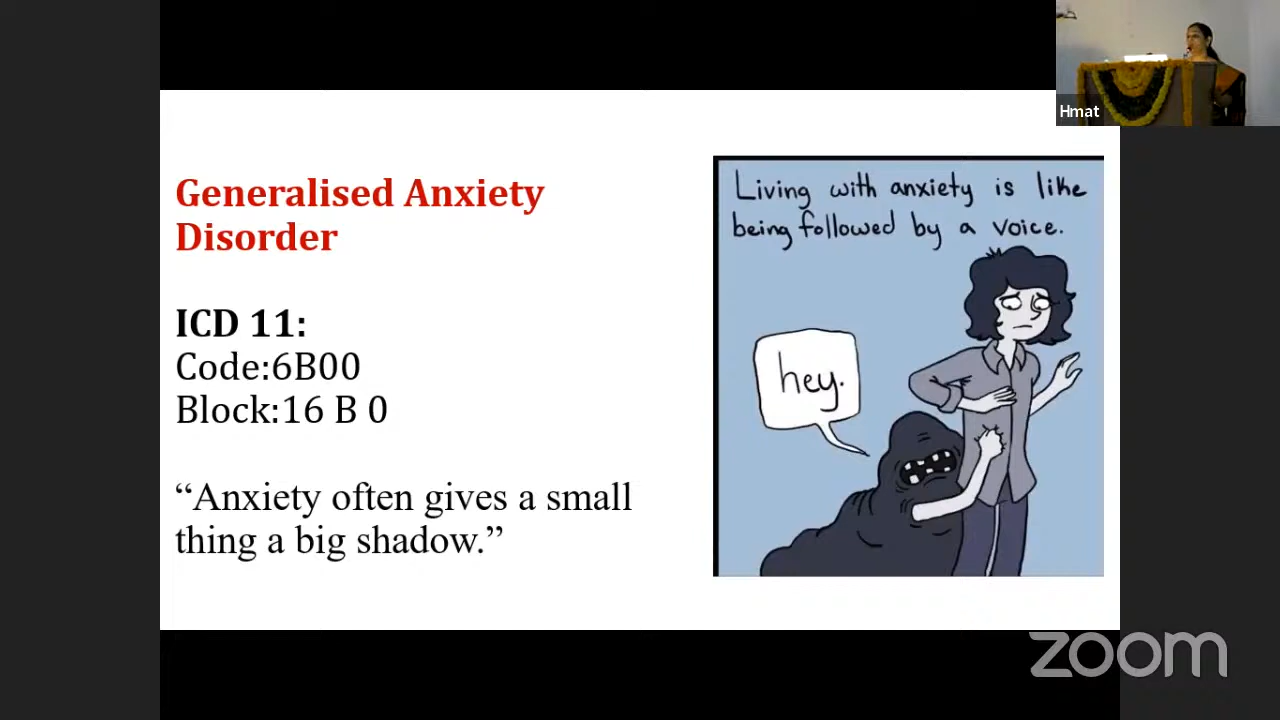 Hmat
Generalised Anxiety
Disorder
ICD 11:
Code:6B00
Block:16 B 0
“Anxiety often gives a small
thing a big shadow.”
Living with anxiety is like
being followed by a voice.
hey.
zoom